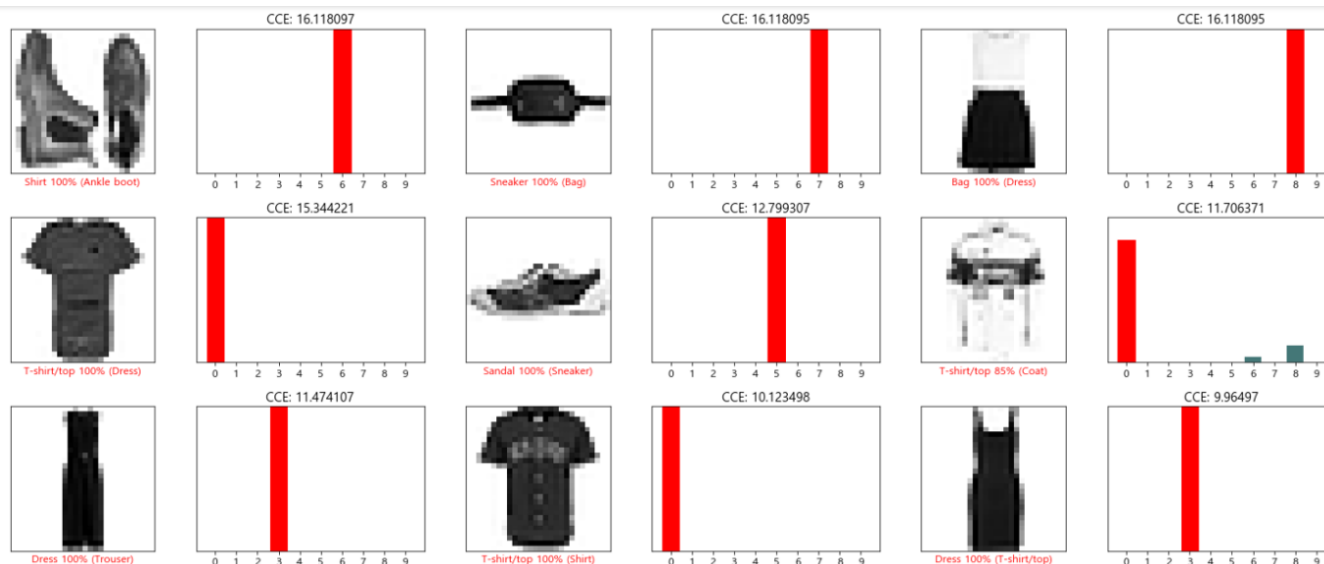 CCE: 16.118097
0 1 2 3 4 5 6 7 8 9
Shirt 100% (Ankle boot)
CCE: 16.118095
0 1 2 3 4 5 6 7 8 9
Sneaker 100% (Bag)
CCE: 16.118095
0 1 2 3 4 5 6 7 8 9
Bag 100% (Dress)
CCE: 15.344221
0 1 2 3 4 5 6 7 8 9
T-shirt/top 100% (Dress)
CCE: 12.799307
0 1 2 3 4 5 6 7 8 9
Sandal 100% (Sneaker)
CCE: 11.706371
0 1 2 3 4 5 6 7 8 9
T-shirt/top 85% (Coat)
CCE: 11.474107
0 1 2 3 4 5 6 7 8 9
Dress 100% (Trouser)
CCE: 10.123498
0 1 2 3 4 5 6 7 8 9
T-shirt/top 100% (Shirt)
CCE: 9.96497
0 1 2 3 4 5 6 7 8 9
Dress 100% (T-shirt/top)